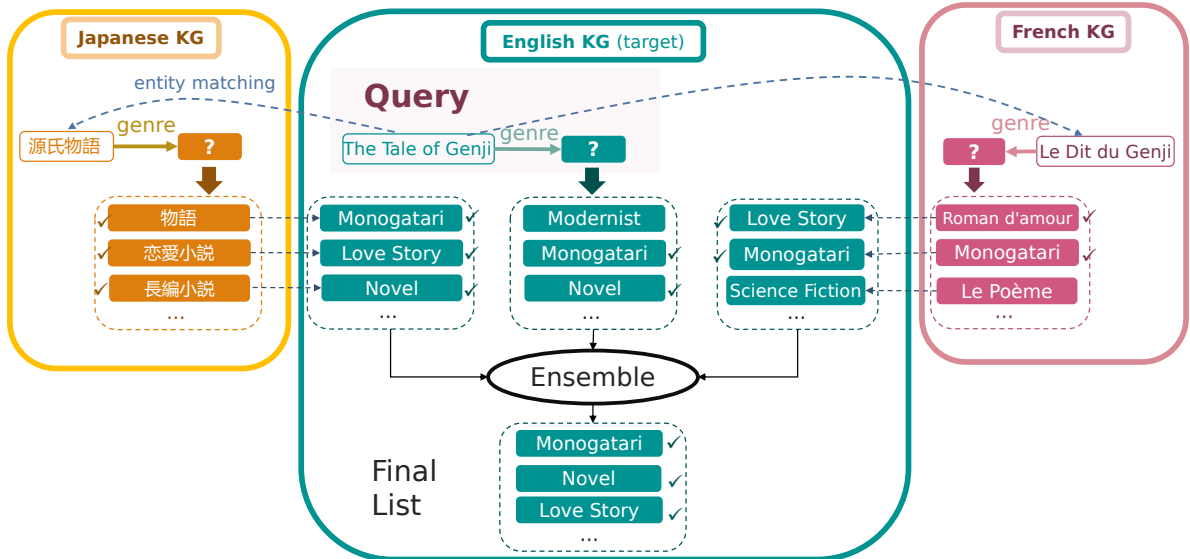 Japanese KG
entity matching
源氏物語
genre
?
物語
恋愛小説
長編小説
...
English KG (target)
Query
The Tale of Genji
genre
?
Monogatari
Love Story
Novel
...
Modernist
Monogatari
Novel
...
Love Story
Monogatari
Science Fiction
...
Ensemble
Final
List
Monogatari
Novel
Love Story
...
French KG
genre
?
Le Dit du Genji
Roman d'amour
Monogatari
Le Poème
...